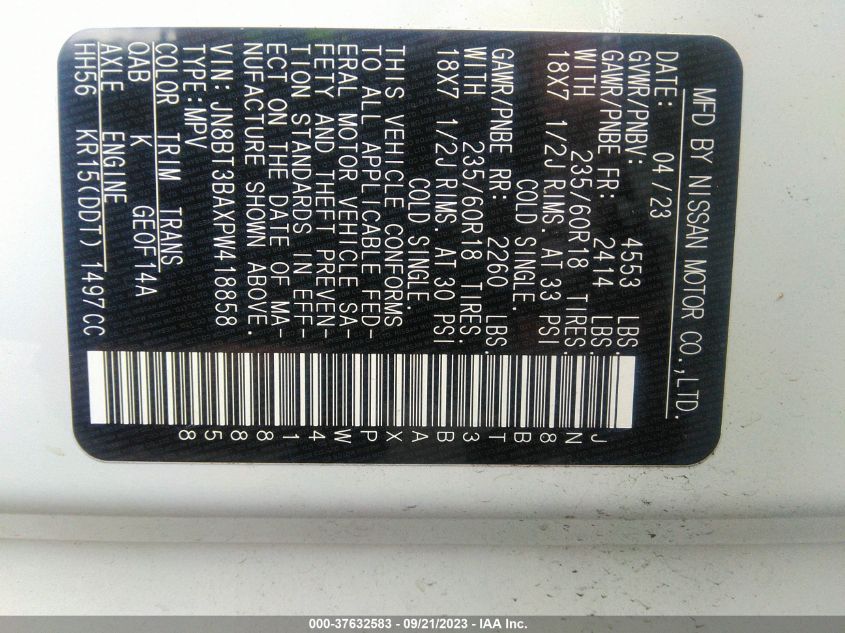 MFD BY NISSAN MOTOR CO.,LTD.
DATE: 04 /23
GVWR/PNBV: 4553 LBS.
GAWR/PNBE FR: 2414 LBS.
WITH 235/60R18 TIRES.
18X7 1/2J RIMS. AT 33 PSI
COLD SINGLE.
GAWR/PNBE RR: 2260 LBS.
WITH 235/60R18 TIRES.
18X7 1/2J RIMS. AT 30 PSI
COLD SINGLE.
THIS VEHICLE CONFORMS
TO ALL APPLICABLE FED-
ERAL MOTOR VEHICLE SA-
FETY AND THEFT PREVEN-
TION STANDARDS IN EFF-
ECT ON THE DATE OF MA-
NUFACTURE SHOWN ABOVE.
VIN: JN8BT3BAXPW418858
TYPE: MPV
COLOR TRIM TRANS
QAB K GEOF14A
AXLE ENGINE
HH56 KR15(DDT) 1497CC
JN8BT3BAXPW418858
000-37632583 - 09/21/2023 - IAA Inc.